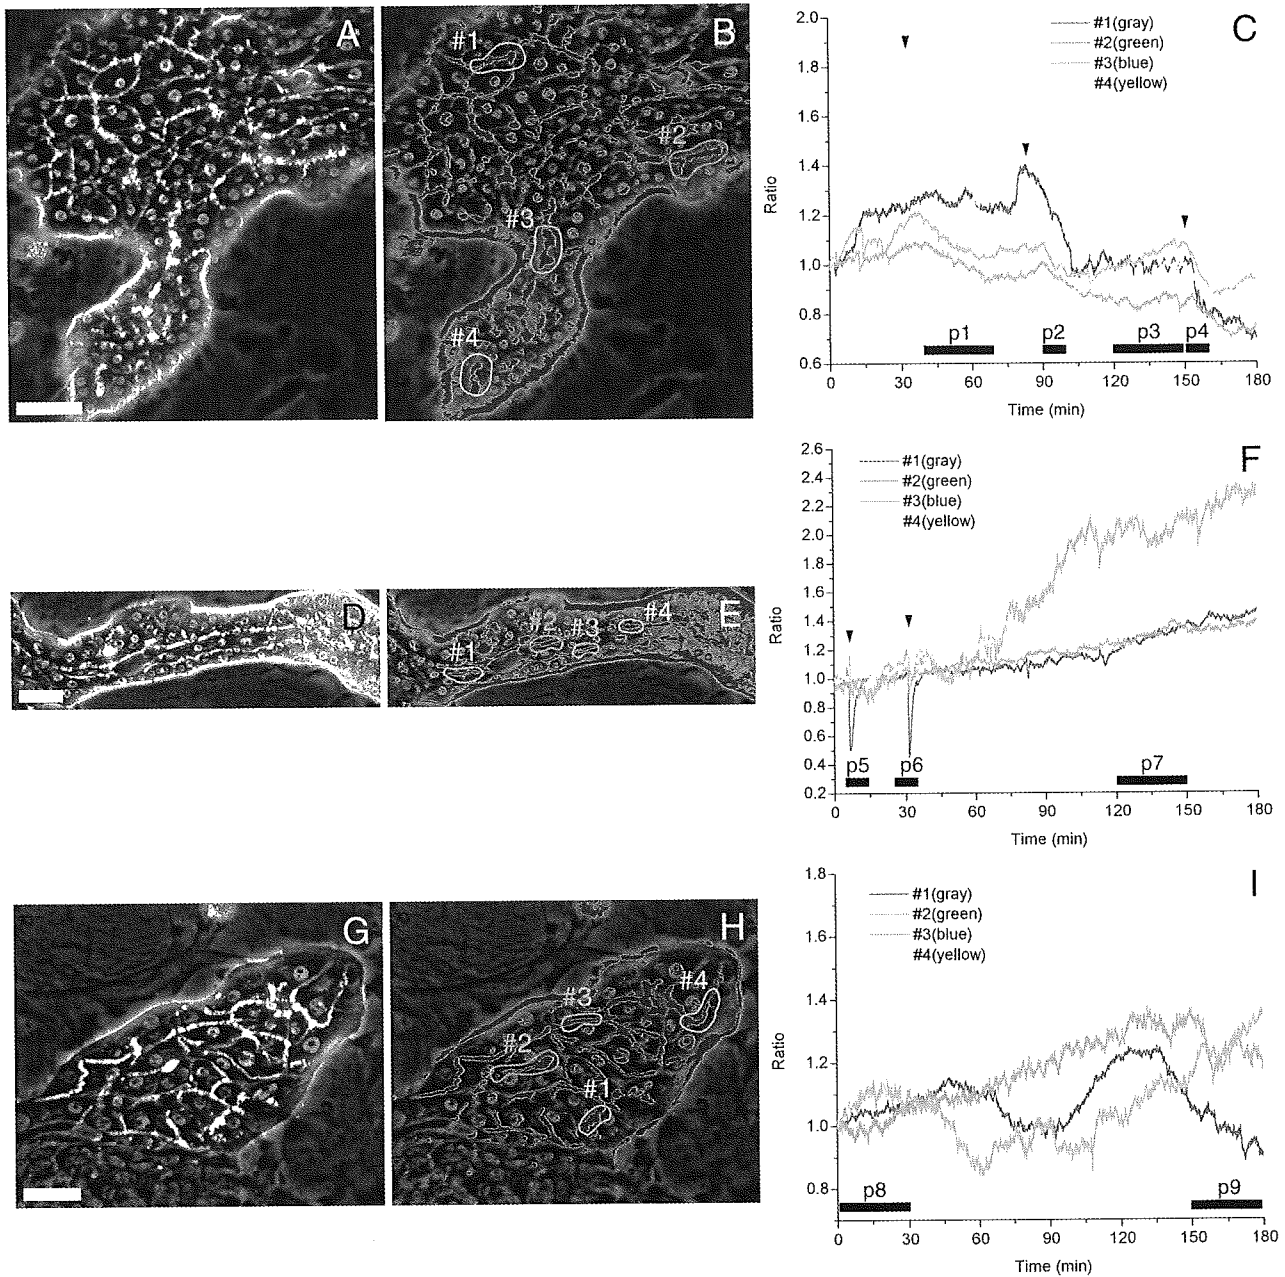 A
B
#1
#2
#3
#4
C
#1(gray)
#2(green)
#3(blue)
#4(yellow)
2.0
1.8
1.6
1.4
1.2
1.0
0.8
0.6
Ratio
p1
p2
p3
p4
0
30
60
90
120
150
180
Time (min)
D
E
#1
#2
#3
#4
F
#1(gray)
#2(green)
#3(blue)
#4(yellow)
2.6
2.4
2.2
2.0
1.8
1.6
1.4
1.2
1.0
0.8
0.6
0.4
0.2
Ratio
p5
p6
p7
0
30
60
90
120
150
180
Time (min)
G
H
#4
#3
#2
#1
I
#1(gray)
#2(green)
#3(blue)
#4(yellow)
1.8
1.6
1.4
1.2
1.0
0.8
Ratio
p8
p9
0
30
60
90
120
150
180
Time (min)